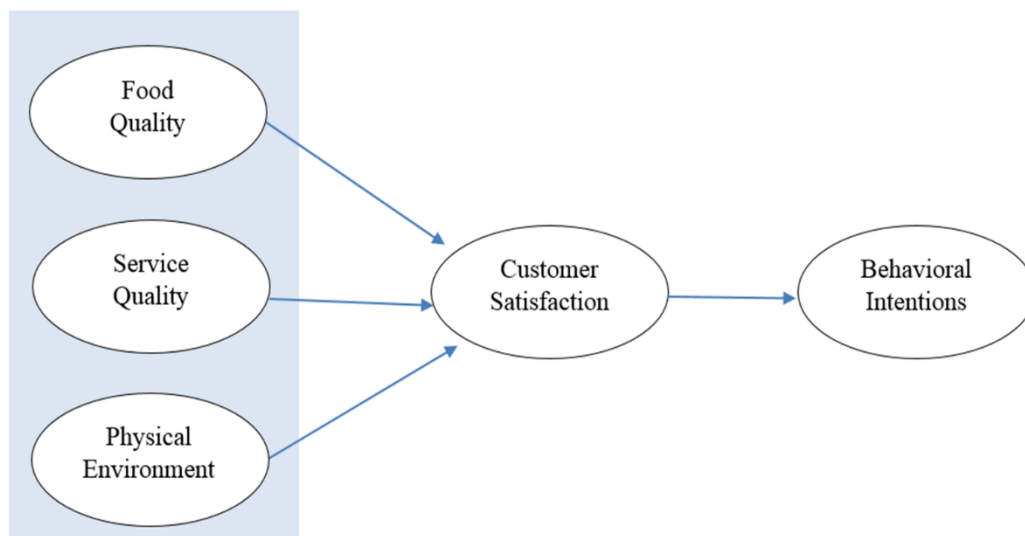 Food
Quality
Service
Quality
Physical
Environment
Customer
Satisfaction
Behavioral
Intentions